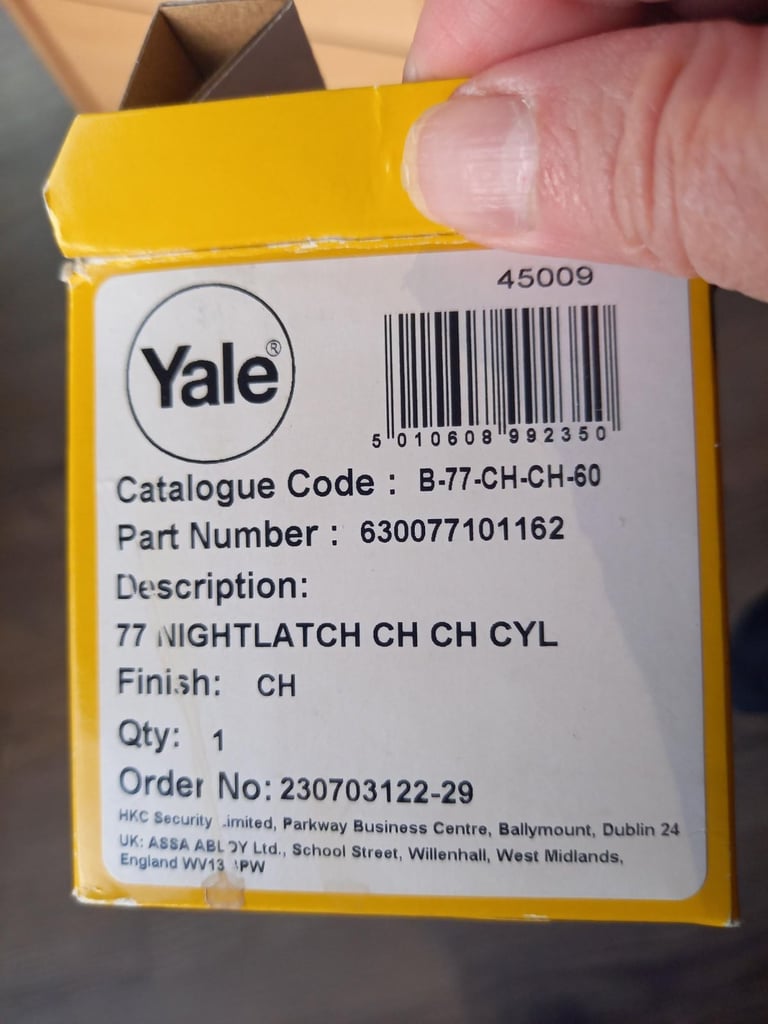 45009
Yale®
5 010608 992350
Catalogue Code : B-77-CH-CH-60
Part Number : 630077101162
Description:
77 NIGHTLATCH CH CH CYL
Finish: CH
Qty: 1
Order No: 230703122-29
HKC Security Limited, Parkway Business Centre, Ballymount, Dublin 24
UK: ASSA ABLOY Ltd., School Street, Willenhall, West Midlands,
England WV13